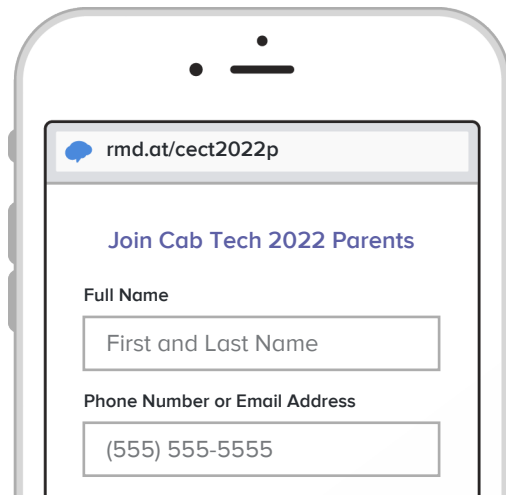 rmd.at/cect2022p
Join Cab Tech 2022 Parents
Full Name
First and Last Name
Phone Number or Email Address
(555) 555-5555